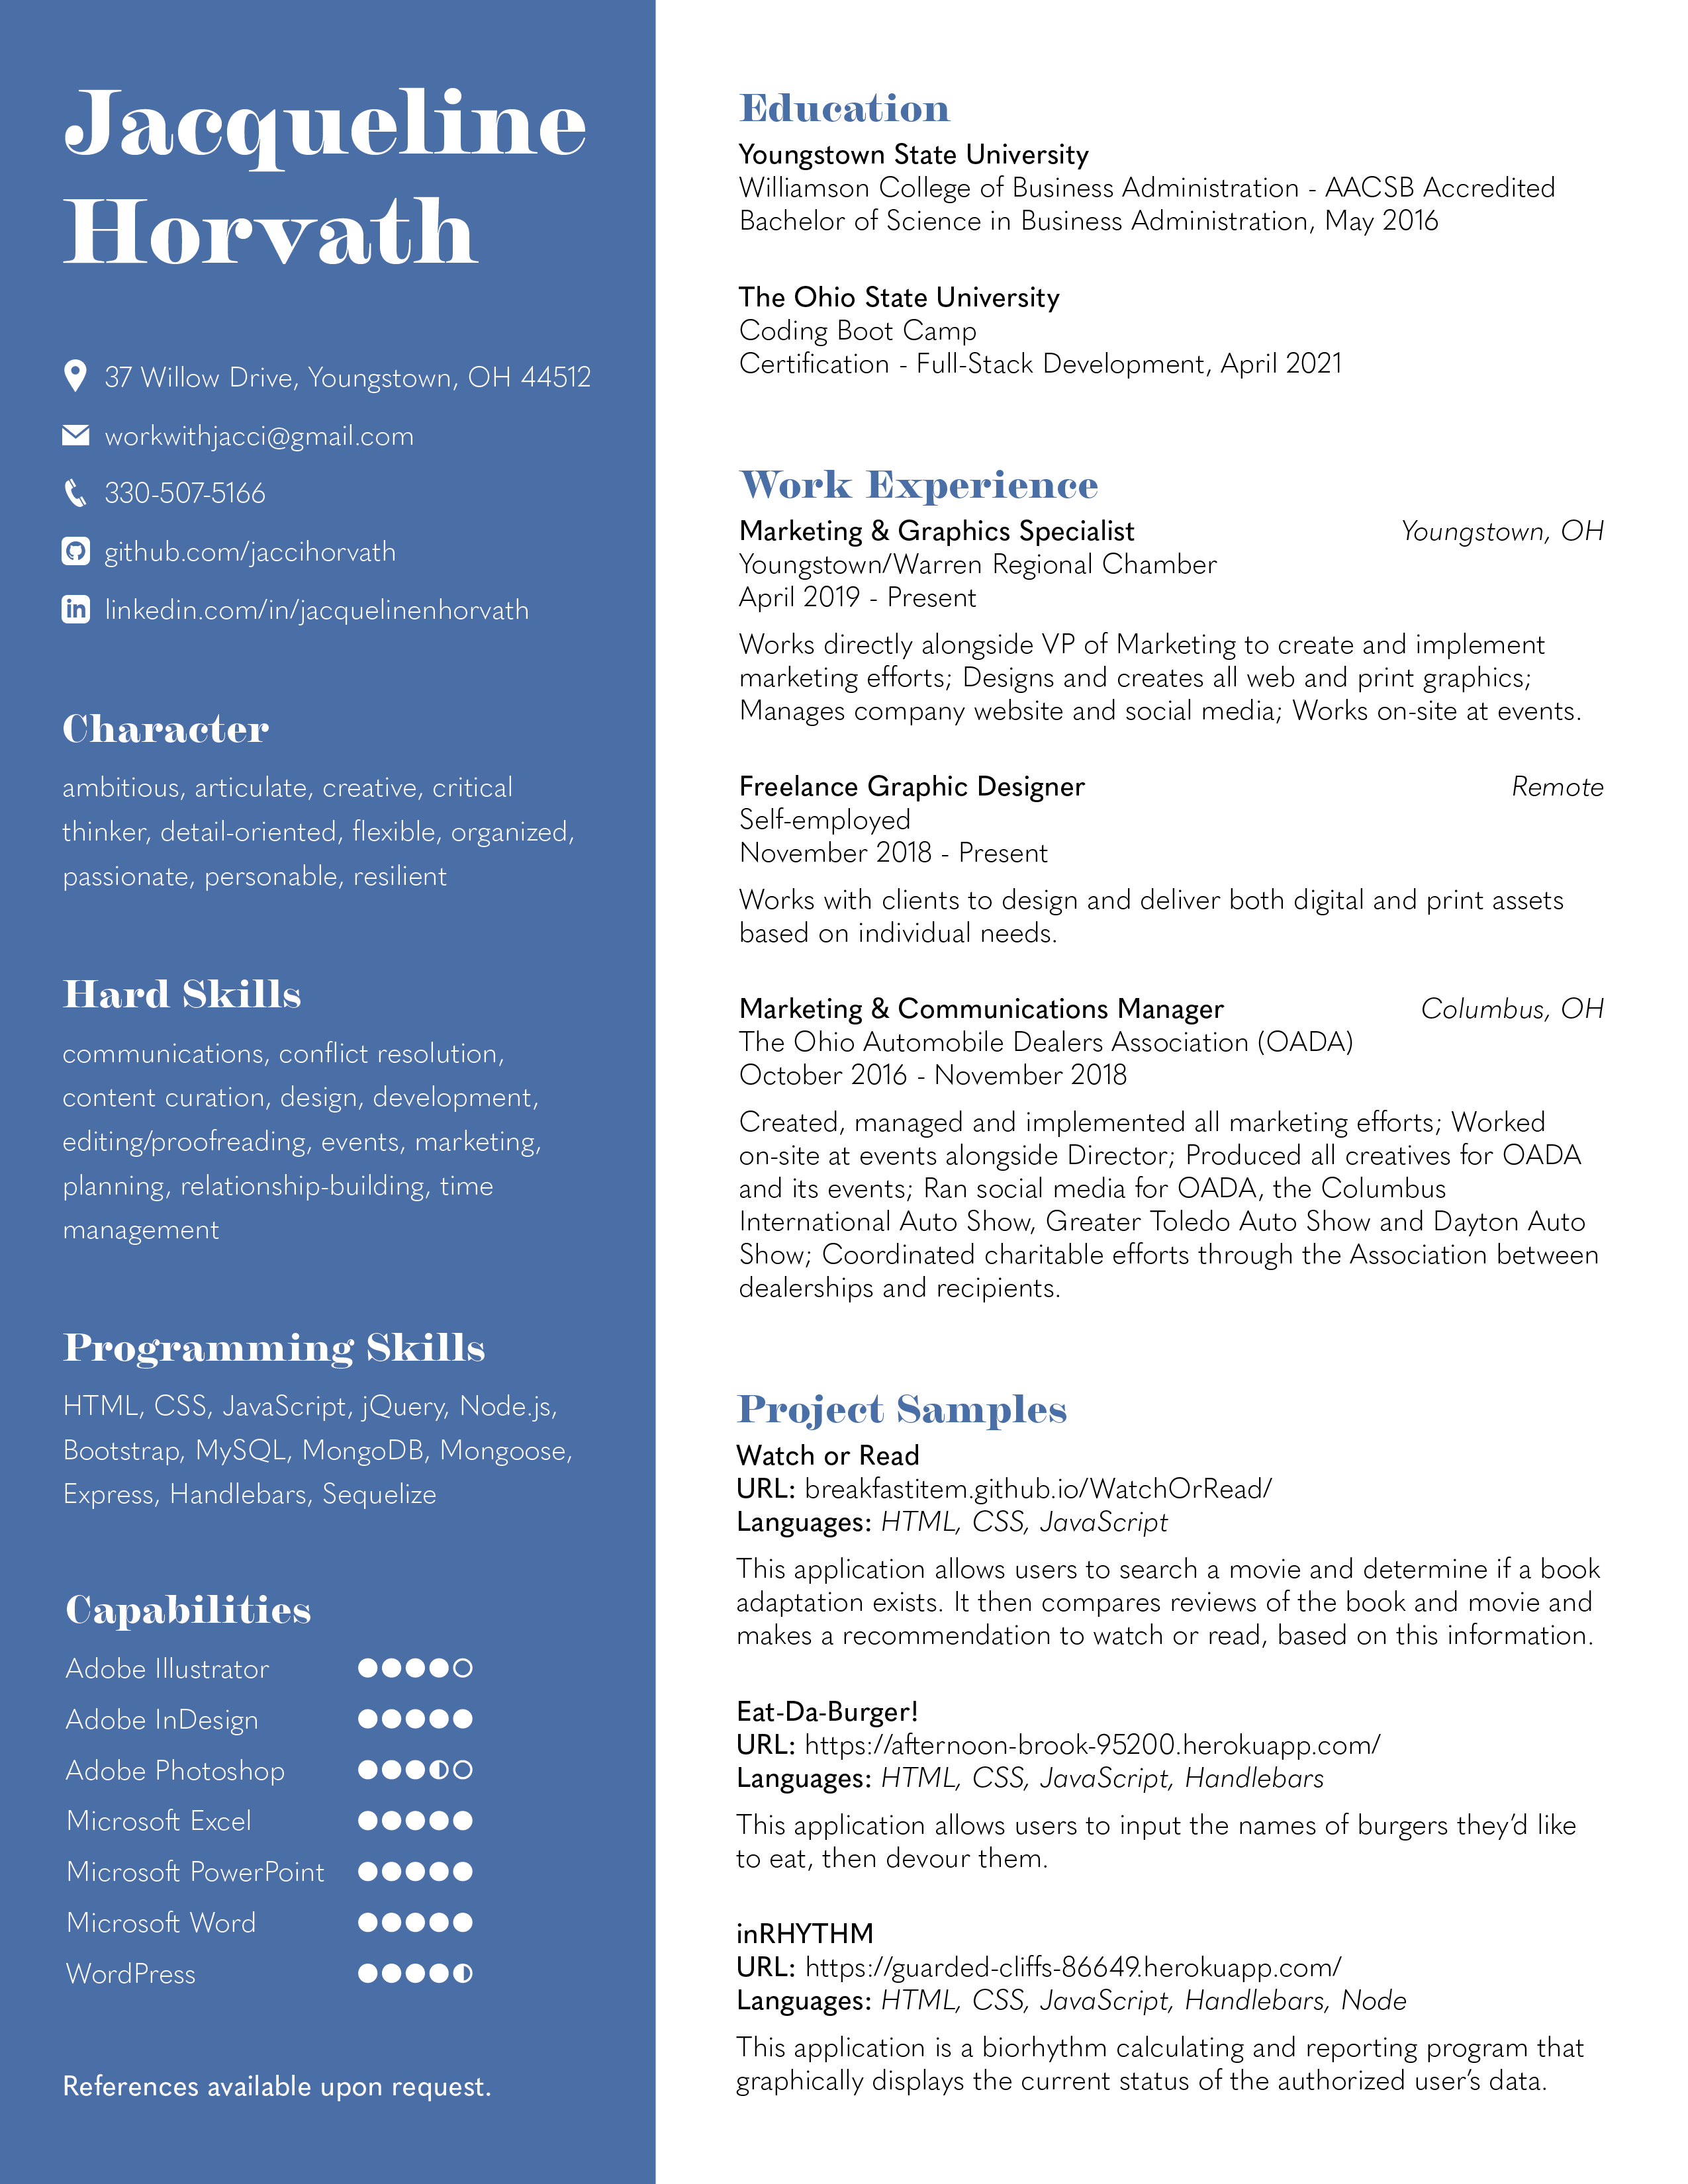 Jacqueline
Horvath
37 Willow Drive, Youngstown, OH 44512
workwithjacci@gmail.com
330-507-5166
github.com/jaccihorvath
in linkedin.com/in/jacquelinenhorvath
Character
ambitious, articulate, creative, critical
thinker, detail-oriented, flexible, organized,
passionate, personable, resilient
Hard Skills
communications, conflict resolution,
content curation, design, development,
editing/proofreading, events, marketing,
planning, relationship-building, time
management
Programming Skills
HTML, CSS, JavaScript, jQuery, Node.js,
Bootstrap, MySQL, MongoDB, Mongoose,
Express, Handlebars, Sequelize
Capabilities
Adobe Illustrator
Adobe InDesign
Adobe Photoshop
Microsoft Excel
Microsoft PowerPoint
Microsoft Word
WordPress
References available upon request.
Education
Youngstown State University
Williamson College of Business Administration - AACSB Accredited
Bachelor of Science in Business Administration, May 2016
The Ohio State University
Coding Boot Camp
Certification - Full-Stack Development, April 2021
Work Experience
Marketing & Graphics Specialist Youngstown, OH
Youngstown/Warren Regional Chamber
April 2019 - Present
Works directly alongside VP of Marketing to create and implement
marketing efforts; Designs and creates all web and print graphics;
Manages company website and social media; Works on-site at events.
Freelance Graphic Designer Remote
Self-employed
November 2018 - Present
Works with clients to design and deliver both digital and print assets
based on individual needs.
Marketing & Communications Manager Columbus, OH
The Ohio Automobile Dealers Association (OADA)
October 2016 - November 2018
Created, managed and implemented all marketing efforts; Worked
on-site at events alongside Director; Produced all creatives for OADA
and its events; Ran social media for OADA, the Columbus
International Auto Show, Greater Toledo Auto Show and Dayton Auto
Show; Coordinated charitable efforts through the Association between
dealerships and recipients.
Project Samples
Watch or Read
URL: breakfastitem.github.io/WatchOrRead/
Languages: HTML, CSS, JavaScript
This application allows users to search a movie and determine if a book
adaptation exists. It then compares reviews of the book and movie and
makes a recommendation to watch or read, based on this information.
Eat-Da-Burger!
URL: https://afternoon-brook-95200.herokuapp.com/
Languages: HTML, CSS, JavaScript, Handlebars
This application allows users to input the names of burgers they’d like
to eat, then devour them.
inRHYTHM
URL: https://guarded-cliffs-86649.herokuapp.com/
Languages: HTML, CSS, JavaScript, Handlebars, Node
This application is a biorhythm calculating and reporting program that
graphically displays the current status of the authorized user’s data.